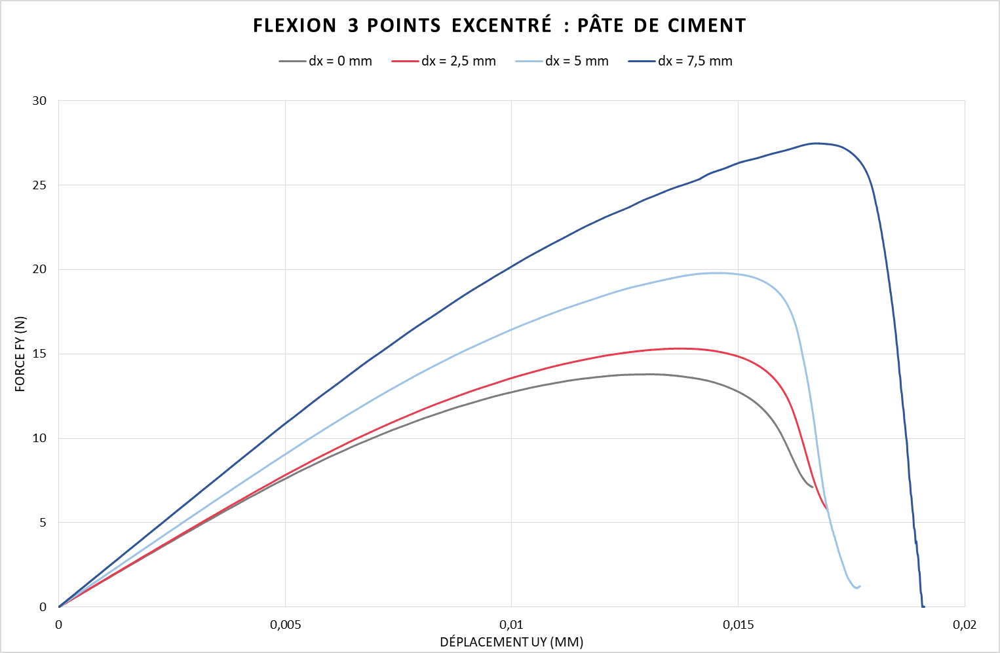 FLEXION 3 POINTS EXCENTRÉ : PÂTE DE CIMENT
dx = 0 mm dx = 2,5 mm dx = 5 mm dx = 7,5 mm
30
25
20
15
10
5
0
FORCE FY (N)
0 0,005 0,01 0,015 0,02
DÉPLACEMENT UY (MM)